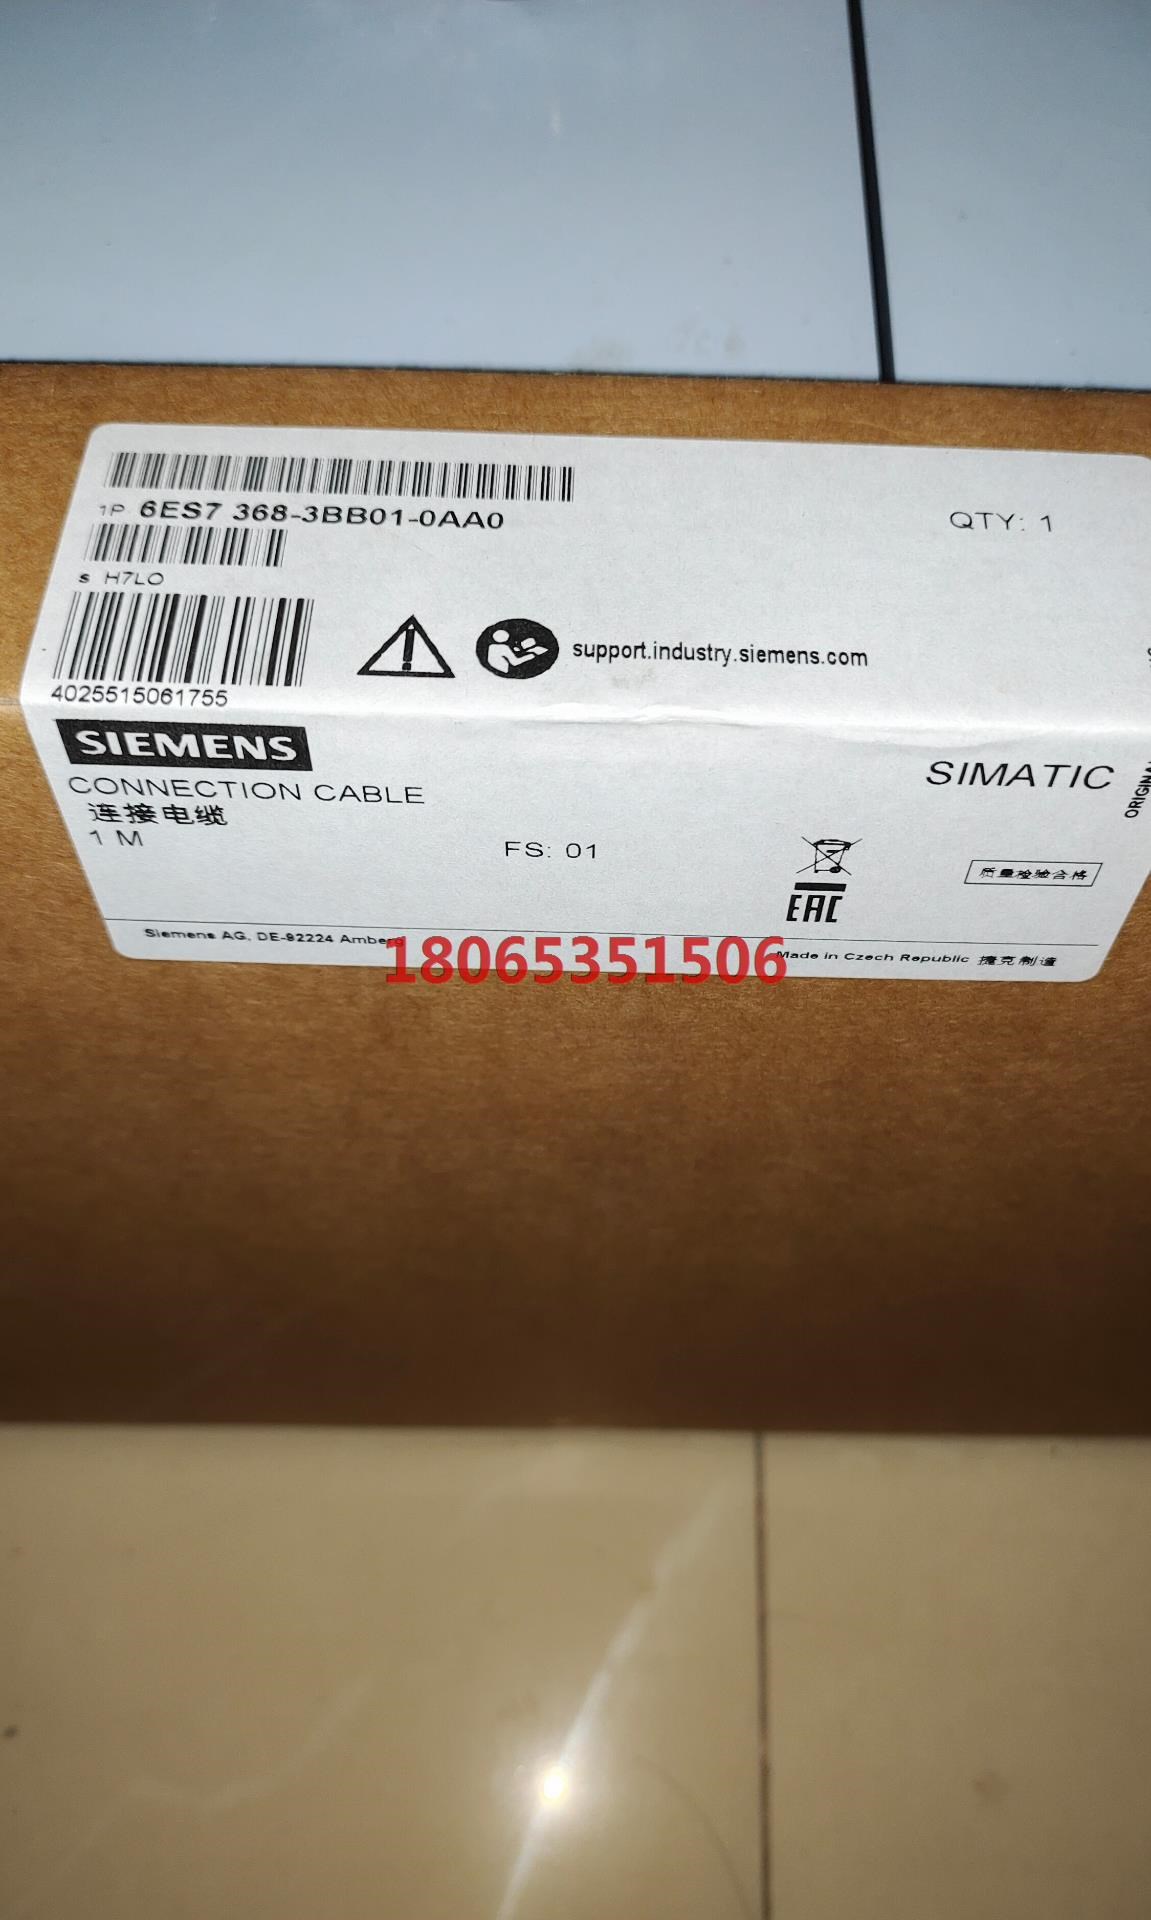 1P 6ES7 368-3BB01-0AA0
QTY: 1
s H7LO
support.industry.siemens.com
4025515061755
SIEMENS
SIMATIC
CONNECTION CABLE
连接电缆
1 M
FS: 01
质量检验合格
EAC
Siemens AG, DE-92224 Amberg
18065351506
Made in Czech Republic 捷克制造